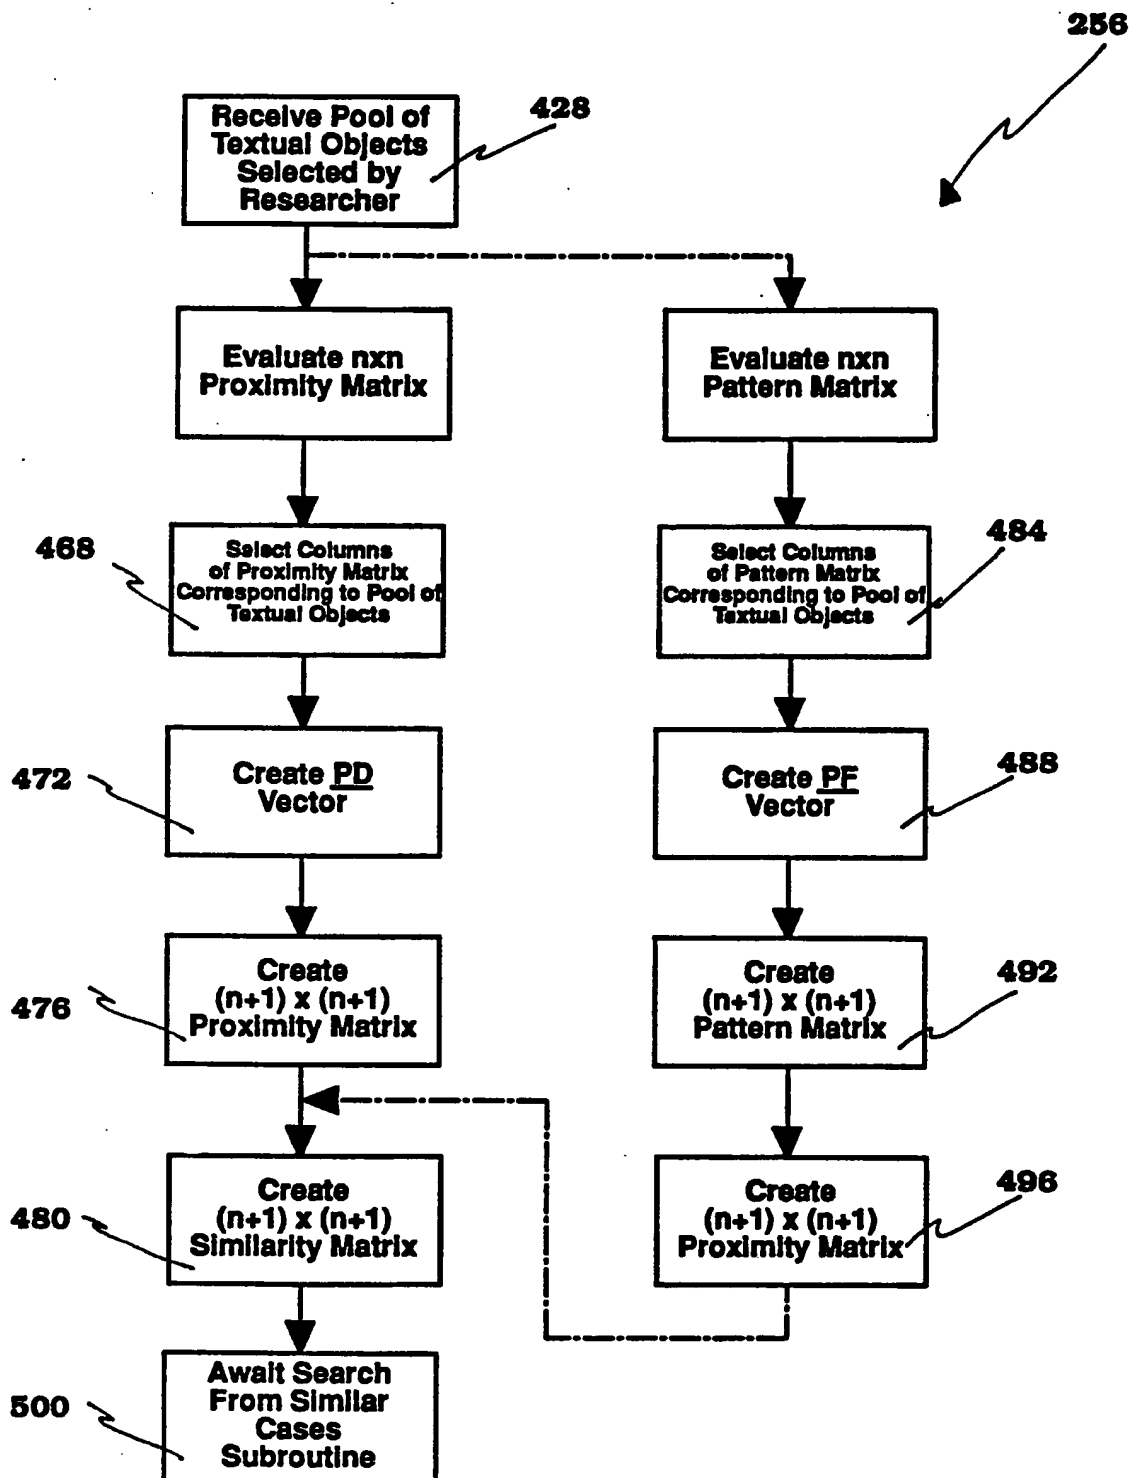 256
Receive Pool of
Textual Objects
Selected by
Researcher
428
Evaluate nxn
Proximity Matrix
Evaluate nxn
Pattern Matrix
468
Select Columns
of Proximity Matrix
Corresponding to Pool of
Textual Objects
Select Columns
of Pattern Matrix
Corresponding to Pool of
Textual Objects
484
472
Create PD
Vector
Create PF
Vector
488
476
Create
(n+1) x (n+1)
Proximity Matrix
Create
(n+1) x (n+1)
Pattern Matrix
492
480
Create
(n+1) x (n+1)
Similarity Matrix
Create
(n+1) x (n+1)
Proximity Matrix
496
500
Await Search
From Similar
Cases
Subroutine